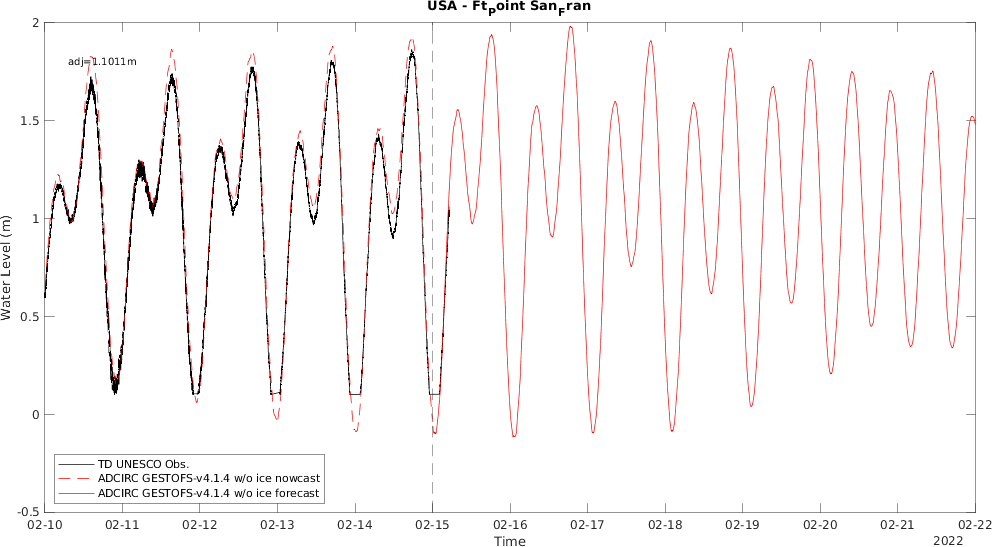 USA - FtPoint SanFran
adj=1.1011m
2
1.5
1
0.5
0
-0.5
Water Level (m)
TD UNESCO Obs.
ADCIRC GESTOFS-v4.1.4 w/o ice nowcast
ADCIRC GESTOFS-v4.1.4 w/o ice forecast
02-10 02-11 02-12 02-13 02-14 02-15 02-16 02-17 02-18 02-19 02-20 02-21 02-22
Time
2022